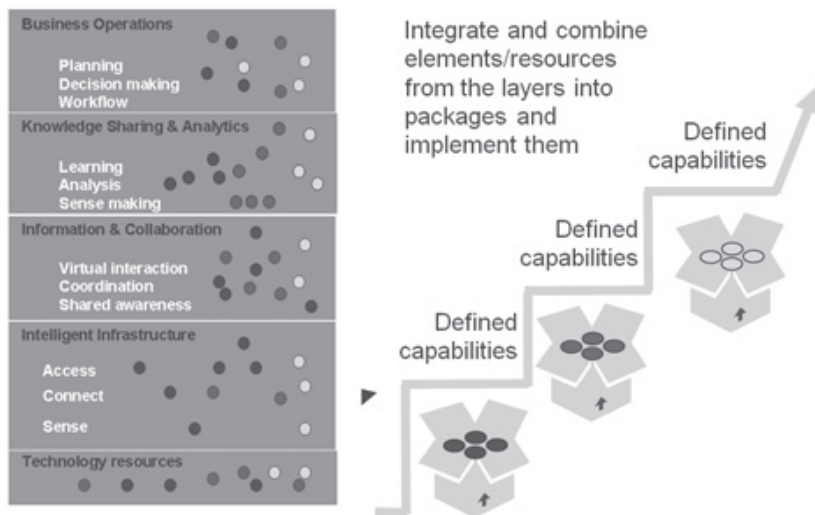 Business Operations
Planning
Decision making
Workflow
Knowledge Sharing & Analytics
Learning
Analysis
Sense making
Information & Collaboration
Virtual interaction
Coordination
Shared awareness
Intelligent Infrastructure
Access
Connect
Sense
Technology resources
Integrate and combine
elements/resources
from the layers into
packages and
implement them
Defined
capabilities
Defined
capabilities
Defined
capabilities